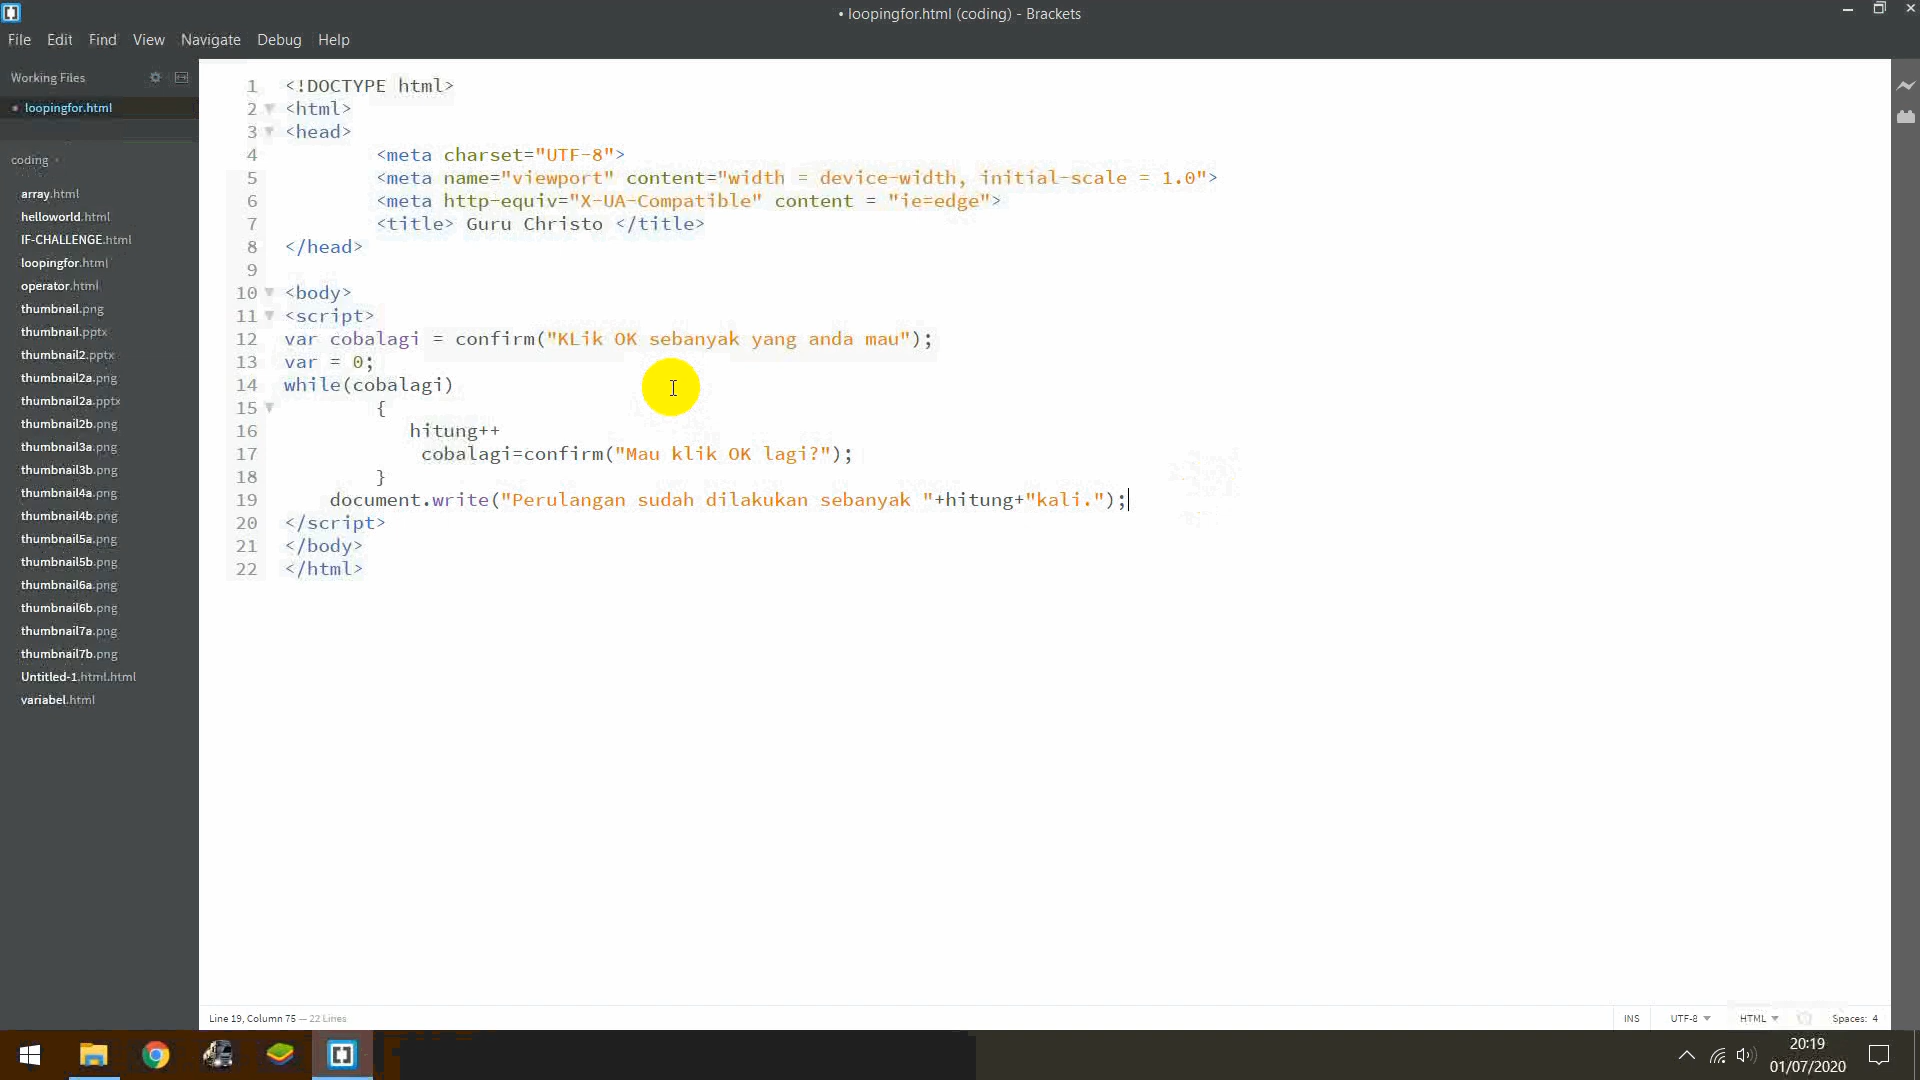 • loopingfor.html (coding) - Brackets
File Edit Find View Navigate Debug Help
Working Files
loopingfor.html
coding
array.html
helloworld.html
IF-CHALLENGE.html
loopingfor.html
operator.html
thumbnail.png
thumbnail.pptx
thumbnail2.pptx
thumbnail2a.png
thumbnail2a.pptx
thumbnail2b.png
thumbnail3a.png
thumbnail3b.png
thumbnail4a.png
thumbnail4b.png
thumbnail5a.png
thumbnail5b.png
thumbnail6a.png
thumbnail6b.png
thumbnail7a.png
thumbnail7b.png
Untitled-1.html.html
variabel.html
1 <!DOCTYPE html>
2 <html>
3 <head>
4 <meta charset="UTF-8">
5 <meta name="viewport" content="width = device-width, initial-scale = 1.0">
6 <meta http-equiv="X-UA-Compatible" content = "ie=edge">
7 <title> Guru Christo </title>
8 </head>
9
10 <body>
11 <script>
12 var cobalagi = confirm("KLik OK sebanyak yang anda mau");
13 var = 0;
14 while(cobalagi)
15 {
16 hitung++
17 cobalagi=confirm("Mau klik OK lagi?");
18 }
19 document.write("Perulangan sudah dilakukan sebanyak "+hitung+"kali.");
20 </script>
21 </body>
22 </html>
Line 19, Column 75 — 22 Lines
INS UTF-8 HTML Spaces: 4
20:19
01/07/2020